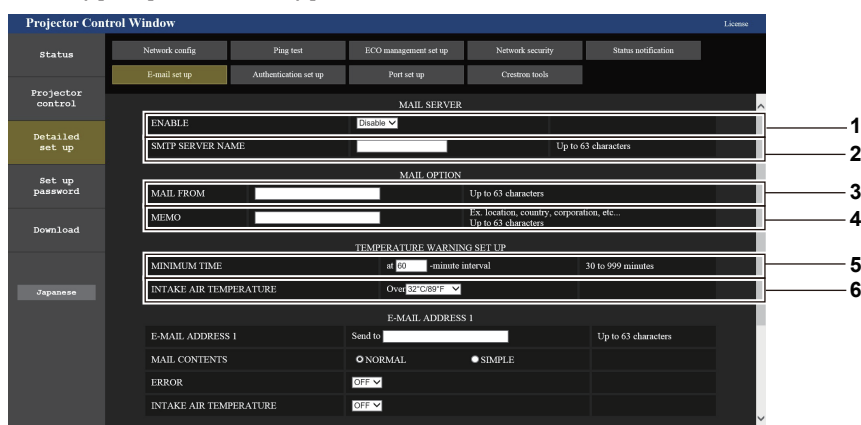 Projector Control Window
License
Status
Network config
Ping test
ECO management set up
Network security
Status notification
E-mail set up
Authentication set up
Port set up
Crestron tools
Projector
control
Detailed
set up
Set up
password
Download
Japanese
MAIL SERVER
ENABLE
Disable
1
SMTP SERVER NAME
Up to 63 characters
2
MAIL OPTION
MAIL FROM
Up to 63 characters
3
MEMO
Ex. location, country, corporation, etc...
Up to 63 characters
4
TEMPERATURE WARNING SET UP
MINIMUM TIME
at 60 -minute interval
30 to 999 minutes
5
INTAKE AIR TEMPERATURE
Over 32°C/89°F
6
E-MAIL ADDRESS 1
E-MAIL ADDRESS 1
Send to
Up to 63 characters
MAIL CONTENTS
NORMAL
SIMPLE
ERROR
OFF
INTAKE AIR TEMPERATURE
OFF